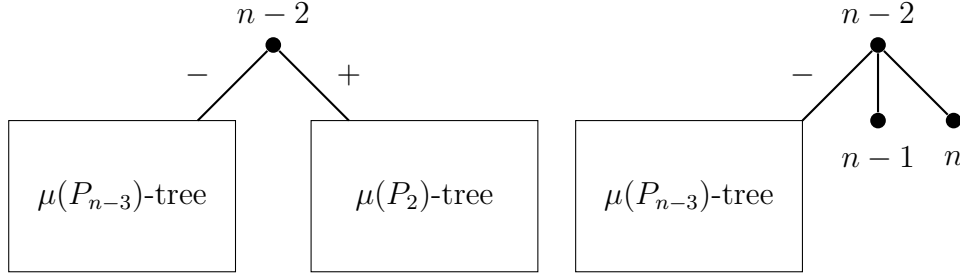 n − 2
n − 2
− +
−
μ(P_{n−3})-tree
μ(P_2)-tree
μ(P_{n−3})-tree
n − 1
n